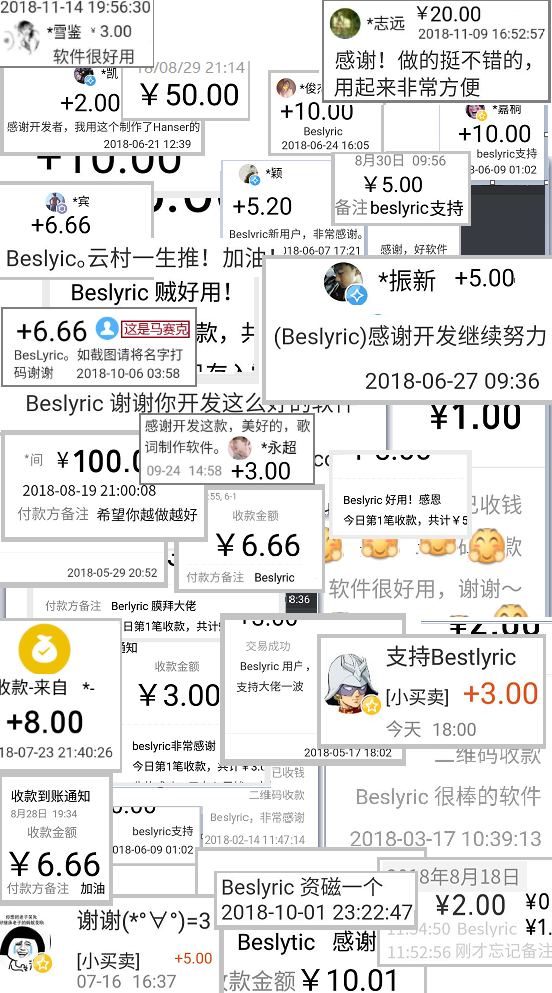 2018-11-14 19:56:30
*雪鉴 ¥ 3.00
软件很好用
*志远 ¥20.00
2018-11-09 16:52:57
感谢！做的挺不错的，
用起来非常方便
*凯
+2.00
感谢开发者，我用这个制作了Hanser的
2018-06-21 12:39
18/08/29 21:14
¥50.00
+10.00
Beslyric
2018-06-24 16:05
*嘉桐
+10.00
beslyric支持
-06-09 01:02
+10.00
8月30日 09:56
¥5.00
备注beslyric支持
*宾
+6.66
*颖
+5.20
Beslyric新用户，非常感谢。
2018-06-07 17:21
感谢，好软件
Beslyic。云村一生推！加油！
Beslyric 贼好用！
*振新 +5.00
(Beslyric)感谢开发继续努力
2018-06-27 09:36
+6.66 这是马赛克
BesLyric。如截图请将名字打
码谢谢 2018-10-06 03:58
款，共
Beslyric 谢谢你开发这么好的软件
感谢开发这款，美好的，歌
词制作软件。 *永超
09-24 14:58 +3.00
¥1.00
*间 ¥100.0
2018-08-19 21:00:08
付款方备注 希望你越做越好
收款金额
¥6.66
付款方备注 Beslyric
Beslyric 好用！感恩
今日第1笔收款，共计¥5
已收钱
款
软件很好用，谢谢～
2018-05-29 20:52
付款方备注 Berlyric 膜拜大佬
日第1笔收款，共计
8:36
¥2.00
收款-来自 *-
+8.00
18-07-23 21:40:26
通知
收款金额
¥3.00
beslyric非常感谢
今日第1笔收款，共计¥3.0
+3.00
交易成功
Beslyric 用户，
支持大佬一波
2018-05-17 18:02
支持Bestlyric
[小买卖] +3.00
今天 18:00
二维码收款
Beslyric 很棒的软件
2018-03-17 10:39:13
已收钱
二维码收款
Beslyric，非常感谢
2018-02-14 11:47:14
收款到账通知
8月28日 19:34
收款金额
¥6.66
付款方备注 加油
beslyric支持
2018-06-09 01:02
Beslyric 资磁一个
2018-10-01 23:22:47
2018年8月18日
¥2.00 ¥0
11:54:50 Beslyric ¥1.
11:52:56 刚才忘记备注
谢谢(*°∀°)=3
[小买卖] +5.00
07-16 16:37
Beslytic 感谢
收款金额 ¥10.01